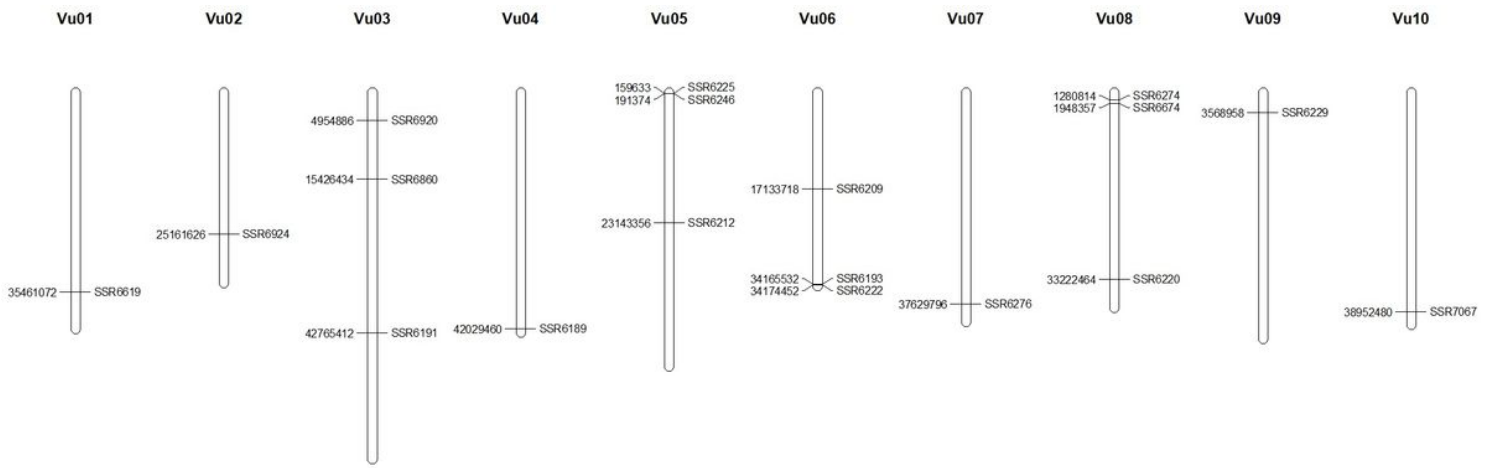 Vu01 Vu02 Vu03 Vu04 Vu05 Vu06 Vu07 Vu08 Vu09 Vu10
35461072 SSR6619
25161626 SSR6924
4954886 SSR6920
15426434 SSR6860
42765412 SSR6191
42029460 SSR6189
159633 SSR6225
191374 SSR6246
23143356 SSR6212
17133718 SSR6209
34165532 SSR6193
34174452 SSR6222
37629796 SSR6276
1280814 SSR6274
1948357 SSR6674
33222464 SSR6220
3568958 SSR6229
38952480 SSR7067